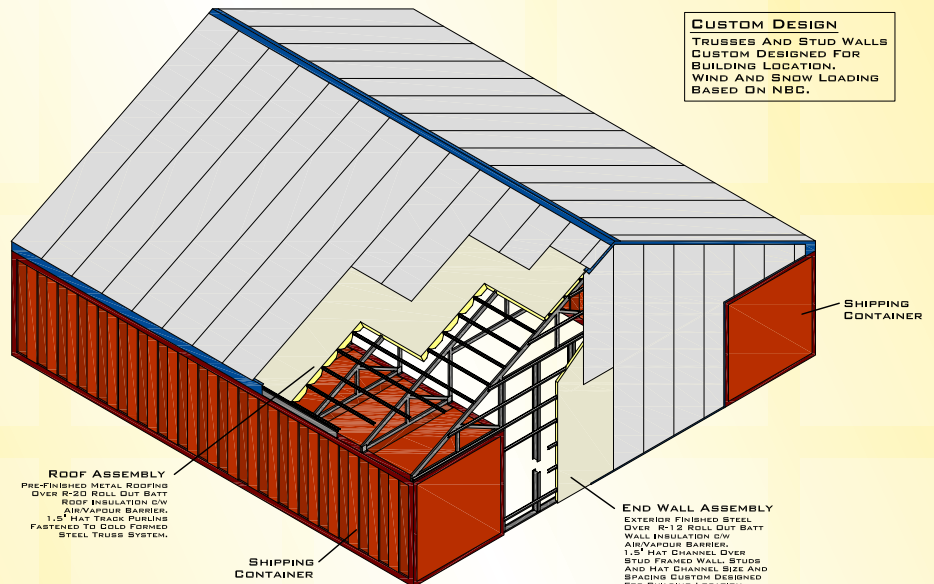 CUSTOM DESIGN
TRUSSES AND STUD WALLS
CUSTOM DESIGNED FOR
BUILDING LOCATION.
WIND AND SNOW LOADING
BASED ON NBC.
SHIPPING
CONTAINER
ROOF ASSEMBLY
PRE-FINISHED METAL ROOFING
OVER R-20 ROLL OUT BATT
ROOF INSULATION C/W
AIR/VAPOUR BARRIER.
1.5" HAT TRACK PURLINS
FASTENED TO COLD FORMED
STEEL TRUSS SYSTEM.
SHIPPING
CONTAINER
END WALL ASSEMBLY
EXTERIOR FINISHED STEEL
OVER R-12 ROLL OUT BATT
WALL INSULATION C/W
AIR/VAPOUR BARRIER.
1.5" HAT CHANNEL OVER
STUD FRAMED WALL. STUDS
AND HAT CHANNEL SIZE AND
SPACING CUSTOM DESIGNED
FOR BUILDING LOCATION